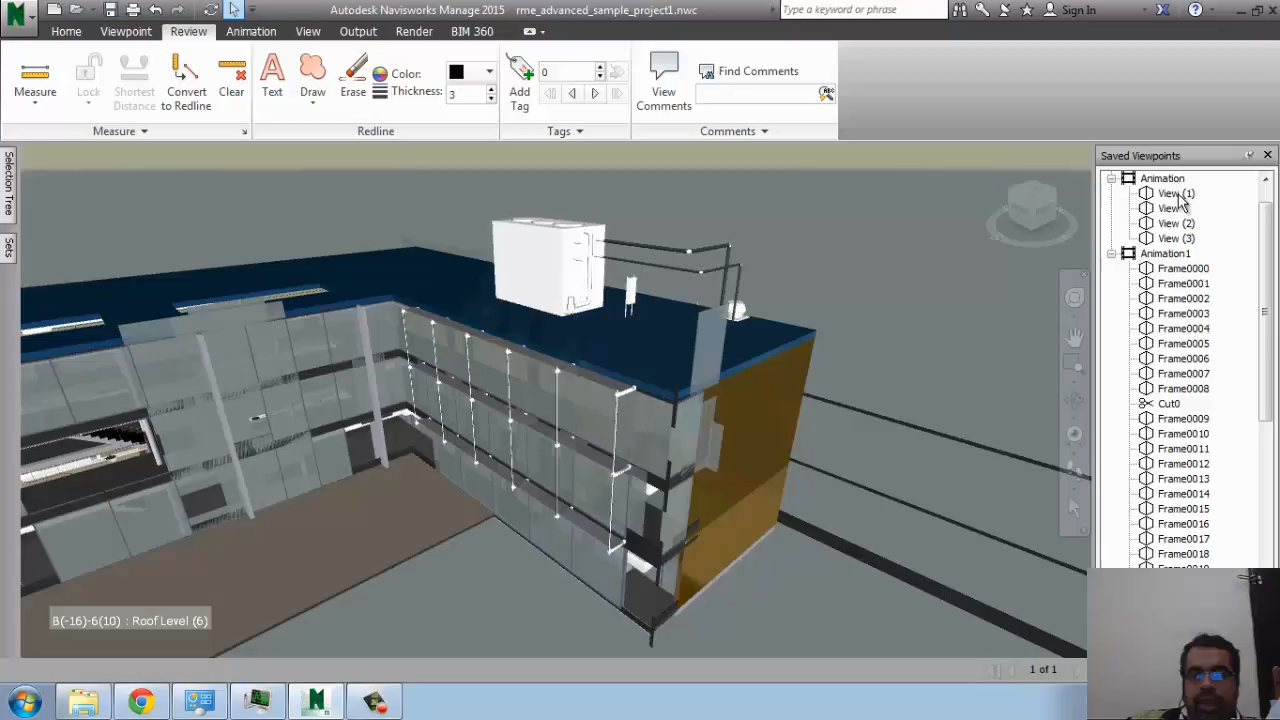 Autodesk Navisworks Manage 2015 rme_advanced_sample_project1.nwc
Type a keyword or phrase
Sign In
Home Viewpoint Review Animation View Output Render BIM 360
Measure
Lock
Shortest Distance
Convert to Redline
Clear
Text
Draw
Erase
Color:
Thickness: 3
Add Tag
0
View Comments
Find Comments
Measure
Redline
Tags
Comments
Selection Tree
Sets
Saved Viewpoints
Animation
View (1)
View
View (2)
View (3)
Animation1
Frame0000
Frame0001
Frame0002
Frame0003
Frame0004
Frame0005
Frame0006
Frame0007
Frame0008
Cut0
Frame0009
Frame0010
Frame0011
Frame0012
Frame0013
Frame0014
Frame0015
Frame0016
Frame0017
Frame0018
B(-16)-6(10) : Roof Level (6)
1 of 1